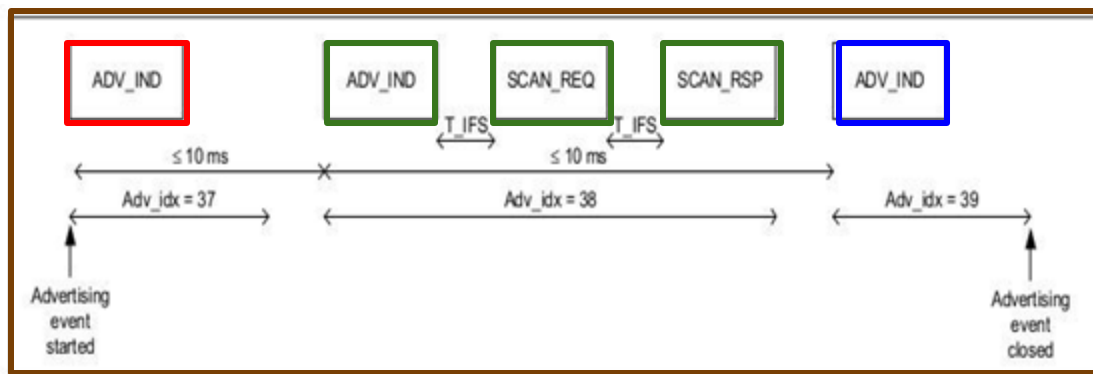 ADV_IND
ADV_IND
SCAN_REQ
SCAN_RSP
ADV_IND
T_IFS
T_IFS
≤ 10 ms
≤ 10 ms
Adv_idx = 37
Adv_idx = 38
Adv_idx = 39
Advertising
event
started
Advertising
event
closed